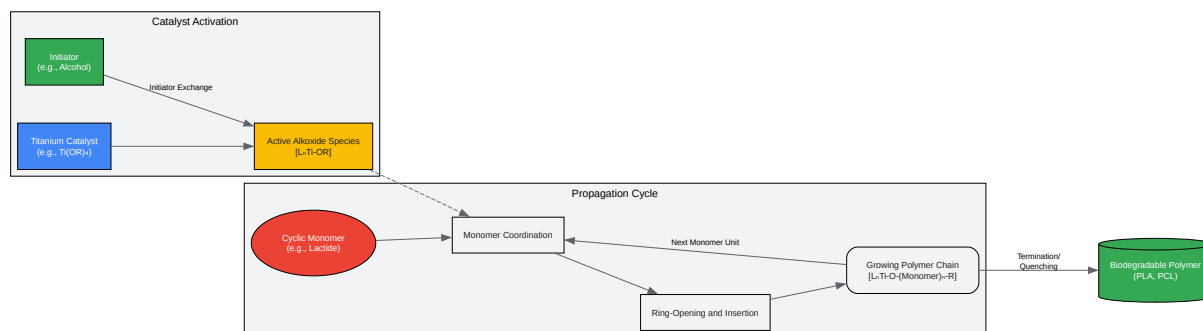 Catalyst Activation
Initiator
(e.g., Alcohol)
Initiator Exchange
Titanium Catalyst
(e.g., Ti(OR)₄)
Active Alkoxide Species
[LₙTi-OR]
Propagation Cycle
Cyclic Monomer
(e.g., Lactide)
Monomer Coordination
Next Monomer Unit
Ring-Opening and Insertion
Growing Polymer Chain
[LₙTi-O-(Monomer)ₙ-R]
Termination/
Quenching
Biodegradable Polymer
(PLA, PCL)